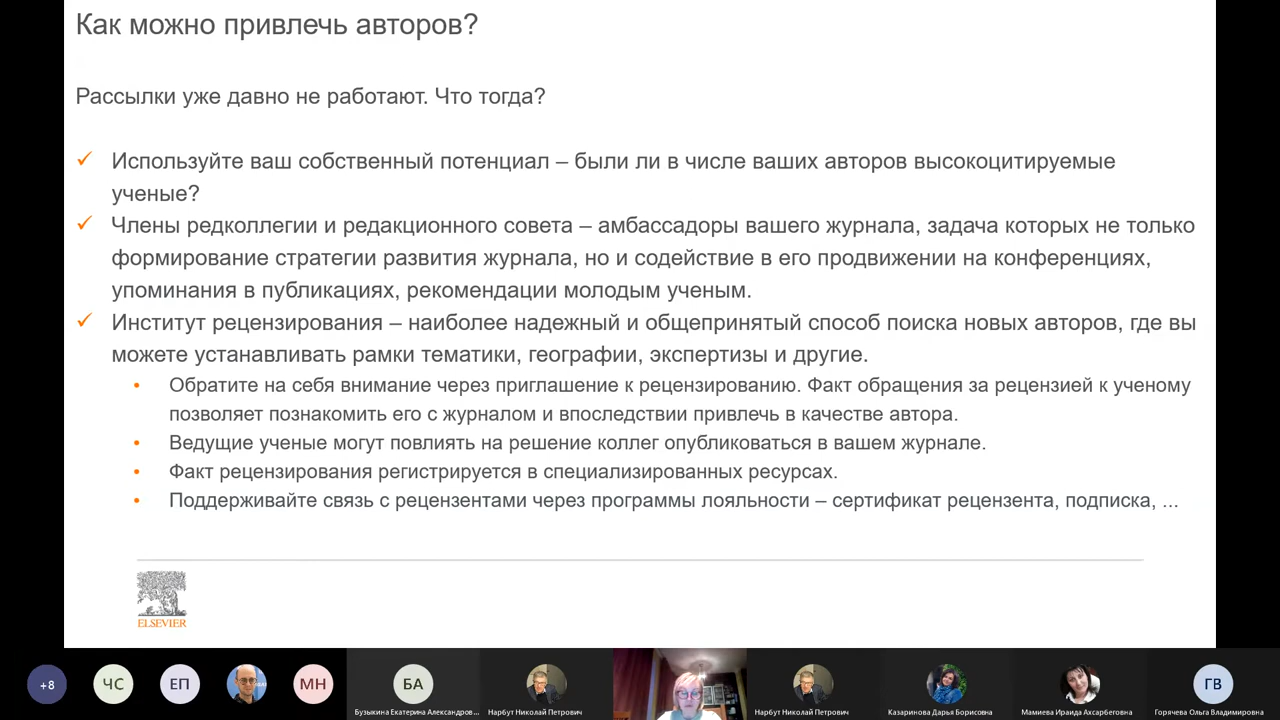 Как можно привлечь авторов?
Рассылки уже давно не работают. Что тогда?
Используйте ваш собственный потенциал – были ли в числе ваших авторов высокоцитируемые
ученые?
Члены редколлегии и редакционного совета – амбассадоры вашего журнала, задача которых не только
формирование стратегии развития журнала, но и содействие в его продвижении на конференциях,
упоминания в публикациях, рекомендации молодым ученым.
Институт рецензирования – наиболее надежный и общепринятый способ поиска новых авторов, где вы
можете устанавливать рамки тематики, географии, экспертизы и другие.
Обратите на себя внимание через приглашение к рецензированию. Факт обращения за рецензией к ученому
позволяет познакомить его с журналом и впоследствии привлечь в качестве автора.
Ведущие ученые могут повлиять на решение коллег опубликоваться в вашем журнале.
Факт рецензирования регистрируется в специализированных ресурсах.
Поддерживайте связь с рецензентами через программы лояльности – сертификат рецензента, подписка, ...
ELSEVIER
+8 ЧС ЕП МН БА ГВ
Бузыкина Екатерина Александров... Нарбут Николай Петрович Нарбут Николай Петрович Казаринова Дарья Борисовна Мамиева Ираида Ахсарбеговна Горячева Ольга Владимировна